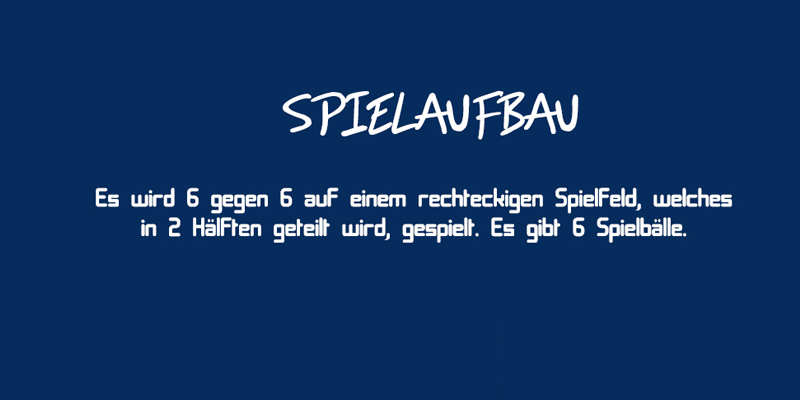 SPIELAUFBAU
Es wird 6 gegen 6 auf einem rechteckigen Spielfeld, welches
in 2 Hälften geteilt wird, gespielt. Es gibt 6 Spielbälle.